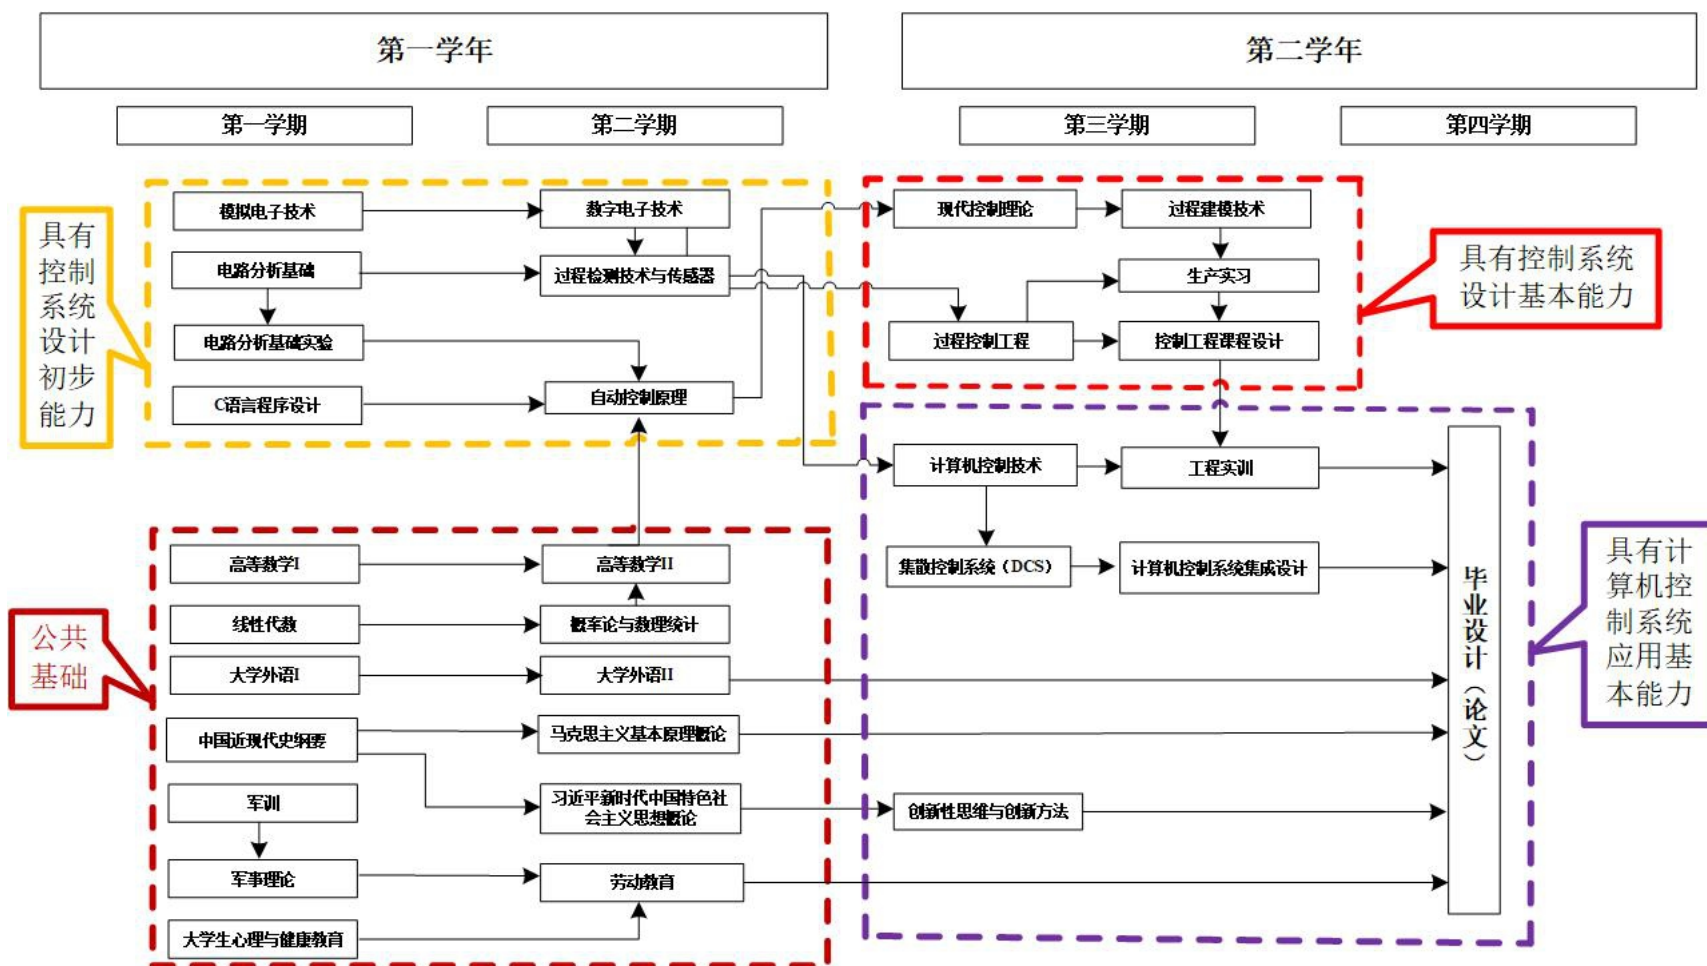 第一学年
第二学年
第一学期
第二学期
第三学期
第四学期
具有
控制
系统
设计
初步
能力
模拟电子技术
数字电子技术
电路分析基础
过程检测技术与传感器
电路分析基础实验
C语言程序设计
自动控制原理
现代控制理论
过程建模技术
生产实习
过程控制工程
控制工程课程设计
具有控制系统
设计基本能力
计算机控制技术
工程实训
集散控制系统（DCS）
计算机控制系统集成设计
毕业设计（论文）
具有计
算机控
制系统
应用基
本能力
公共
基础
高等数学I
高等数学II
线性代数
概率论与数理统计
大学外语I
大学外语II
中国近现代史纲要
马克思主义基本原理概论
军训
习近平新时代中国特色社
会主义思想概论
创新性思维与创新方法
军事理论
劳动教育
大学生心理与健康教育